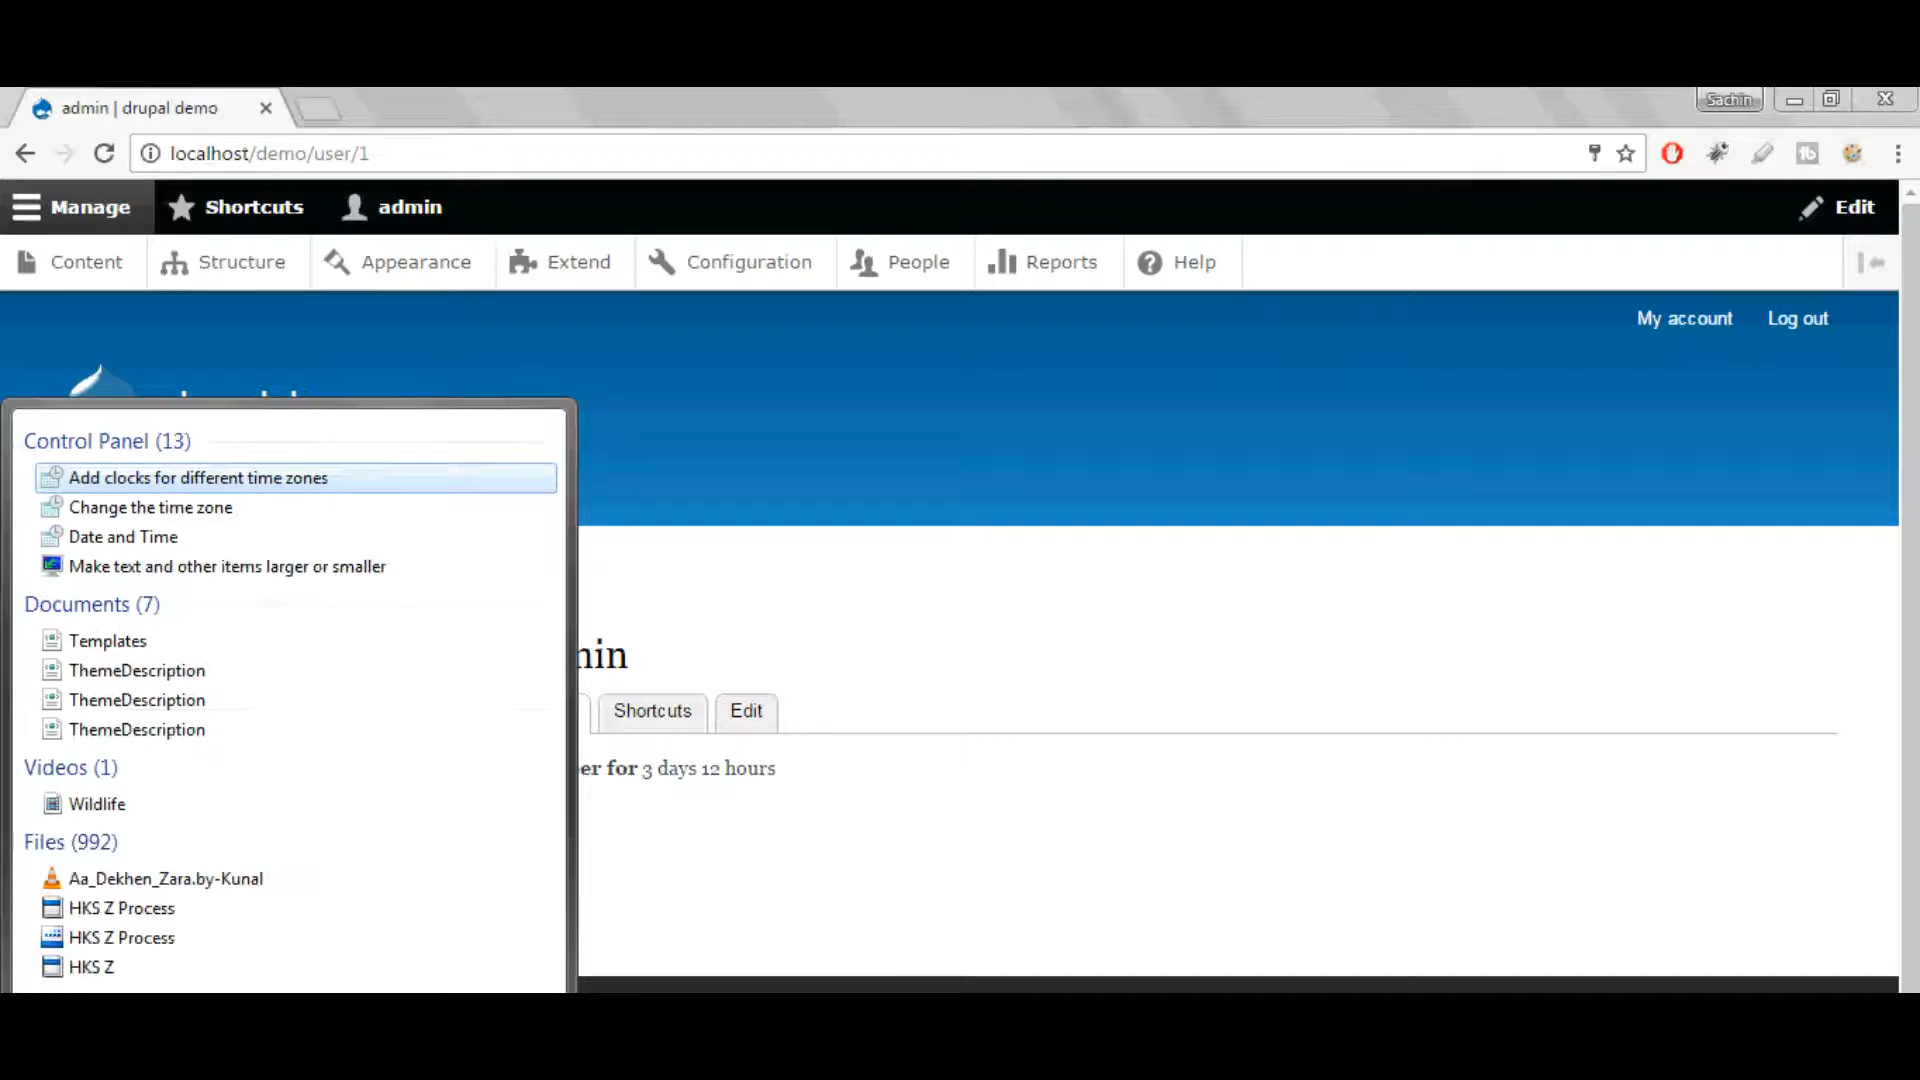 admin | drupal demo
Sachin
localhost/demo/user/1
Manage
Shortcuts
admin
Edit
Content
Structure
Appearance
Extend
Configuration
People
Reports
Help
My account
Log out
Control Panel (13)
Add clocks for different time zones
Change the time zone
Date and Time
Make text and other items larger or smaller
Documents (7)
Templates
ThemeDescription
ThemeDescription
ThemeDescription
Videos (1)
Wildlife
Files (992)
Aa_Dekhen_Zara.by-Kunal
HKS Z Process
HKS Z Process
HKS Z
min
Shortcuts
Edit
er for 3 days 12 hours